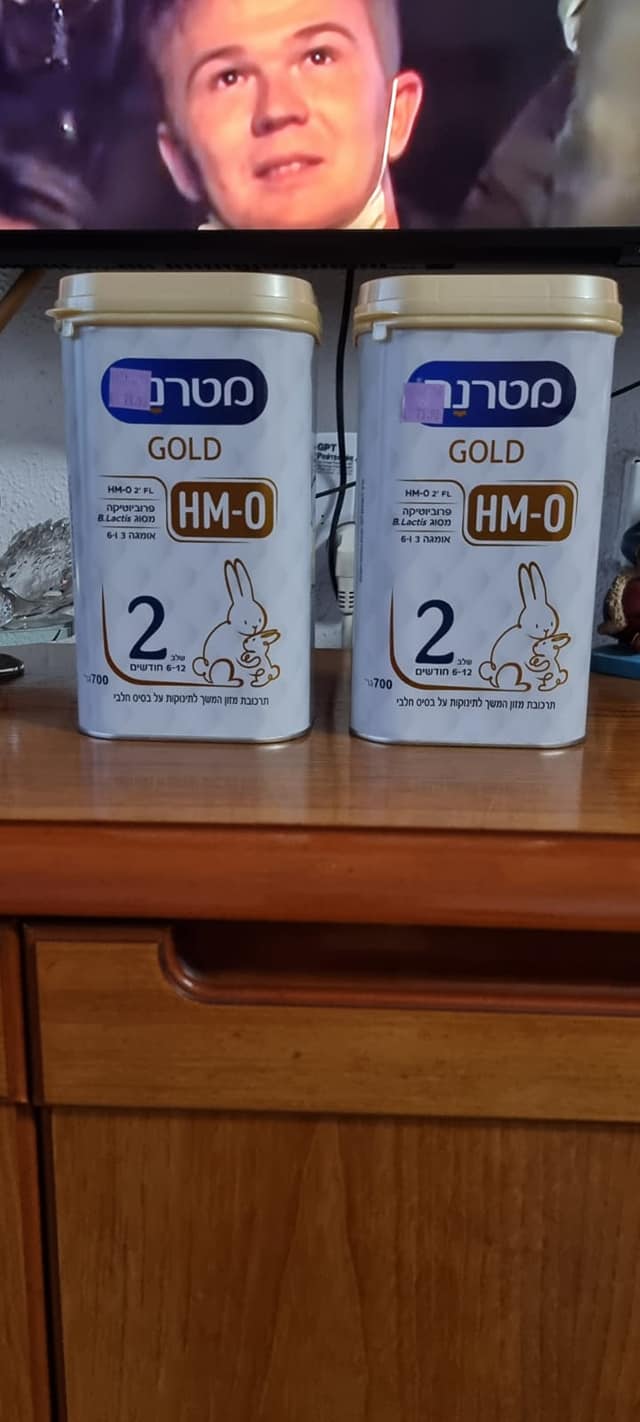 מטרנה
GOLD
HM-O 2' FL
פרוביוטיקה
מסוג B.Lactis
אומגה 3 ו-6
HM-O
2
שלב
6-12 חודשים
700 גר'
תרכובת מזון המשך לתינוקות על בסיס חלבי
מטרנה
GOLD
HM-O 2' FL
פרוביוטיקה
מסוג B.Lactis
אומגה 3 ו-6
HM-O
2
שלב
6-12 חודשים
700 גר'
תרכובת מזון המשך לתינוקות על בסיס חלבי
GPT